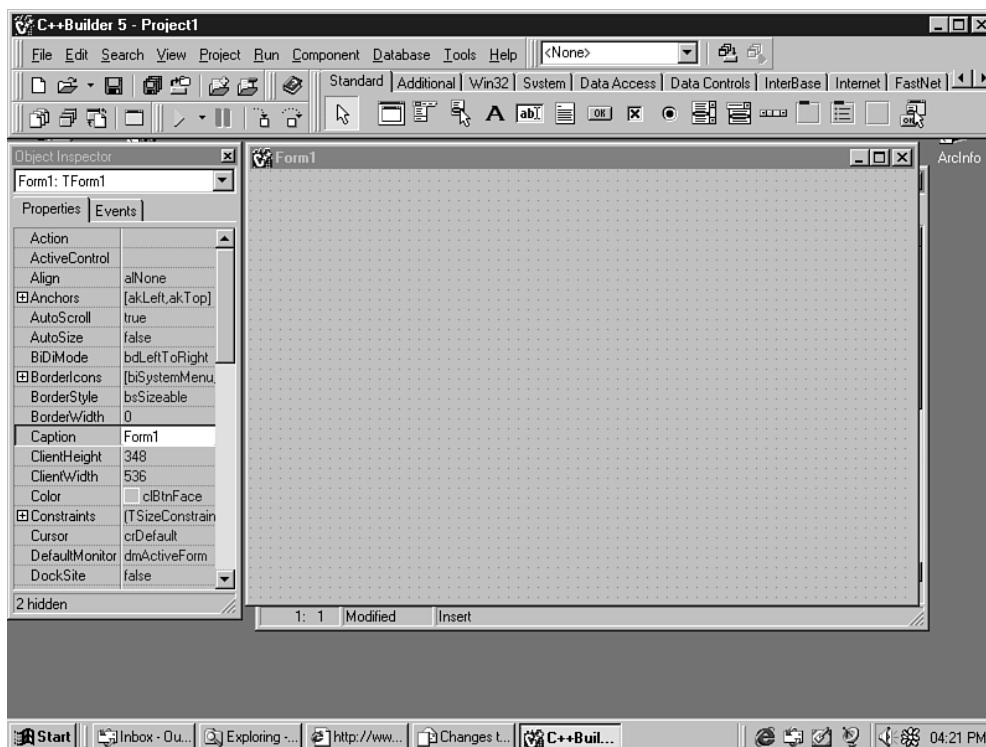 C++Builder 5 - Project1
File Edit Search View Project Run Component Database Tools Help <None>
Standard Additional Win32 System Data Access Data Controls InterBase Internet FastNet
A ab OK OK
Object Inspector
Form1
ArcInfo
Form1: TForm1
Properties Events
Action
ActiveControl
Align alNone
Anchors [akLeft,akTop]
AutoScroll true
AutoSize false
BiDiMode bdLeftToRight
BorderIcons [biSystemMenu,
BorderStyle bsSizeable
BorderWidth 0
Caption Form1
ClientHeight 348
ClientWidth 536
Color clBtnFace
Constraints (TSizeConstrain
Cursor crDefault
DefaultMonitor dmActiveForm
DockSite false
2 hidden
1: 1 Modified Insert
Start Inbox - Ou... Exploring -... http://ww... Changes t... C++Buil... 04:21 PM